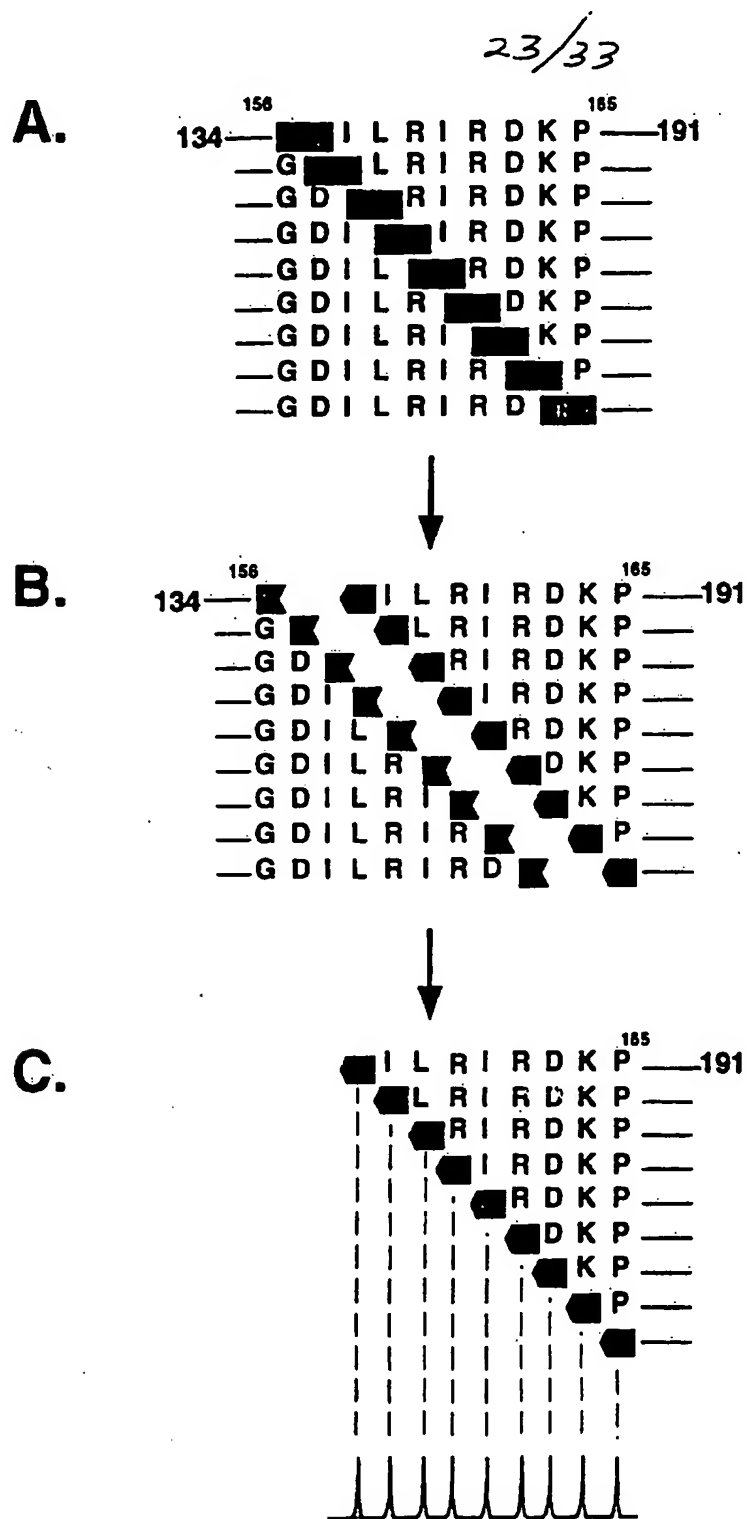 23/33
A.
156 165
134 I L R I R D K P 191
G L R I R D K P
G D R I R D K P
G D I I R D K P
G D I L R D K P
G D I L R D K P
G D I L R I K P
G D I L R I R P
G D I L R I R D
B.
156 165
134 I L R I R D K P 191
G L R I R D K P
G D R I R D K P
G D I I R D K P
G D I L R D K P
G D I L R D K P
G D I L R I K P
G D I L R I R P
G D I L R I R D
C.
165
I L R I R D K P 191
L R I R D K P
R I R D K P
I R D K P
R D K P
D K P
K P
P